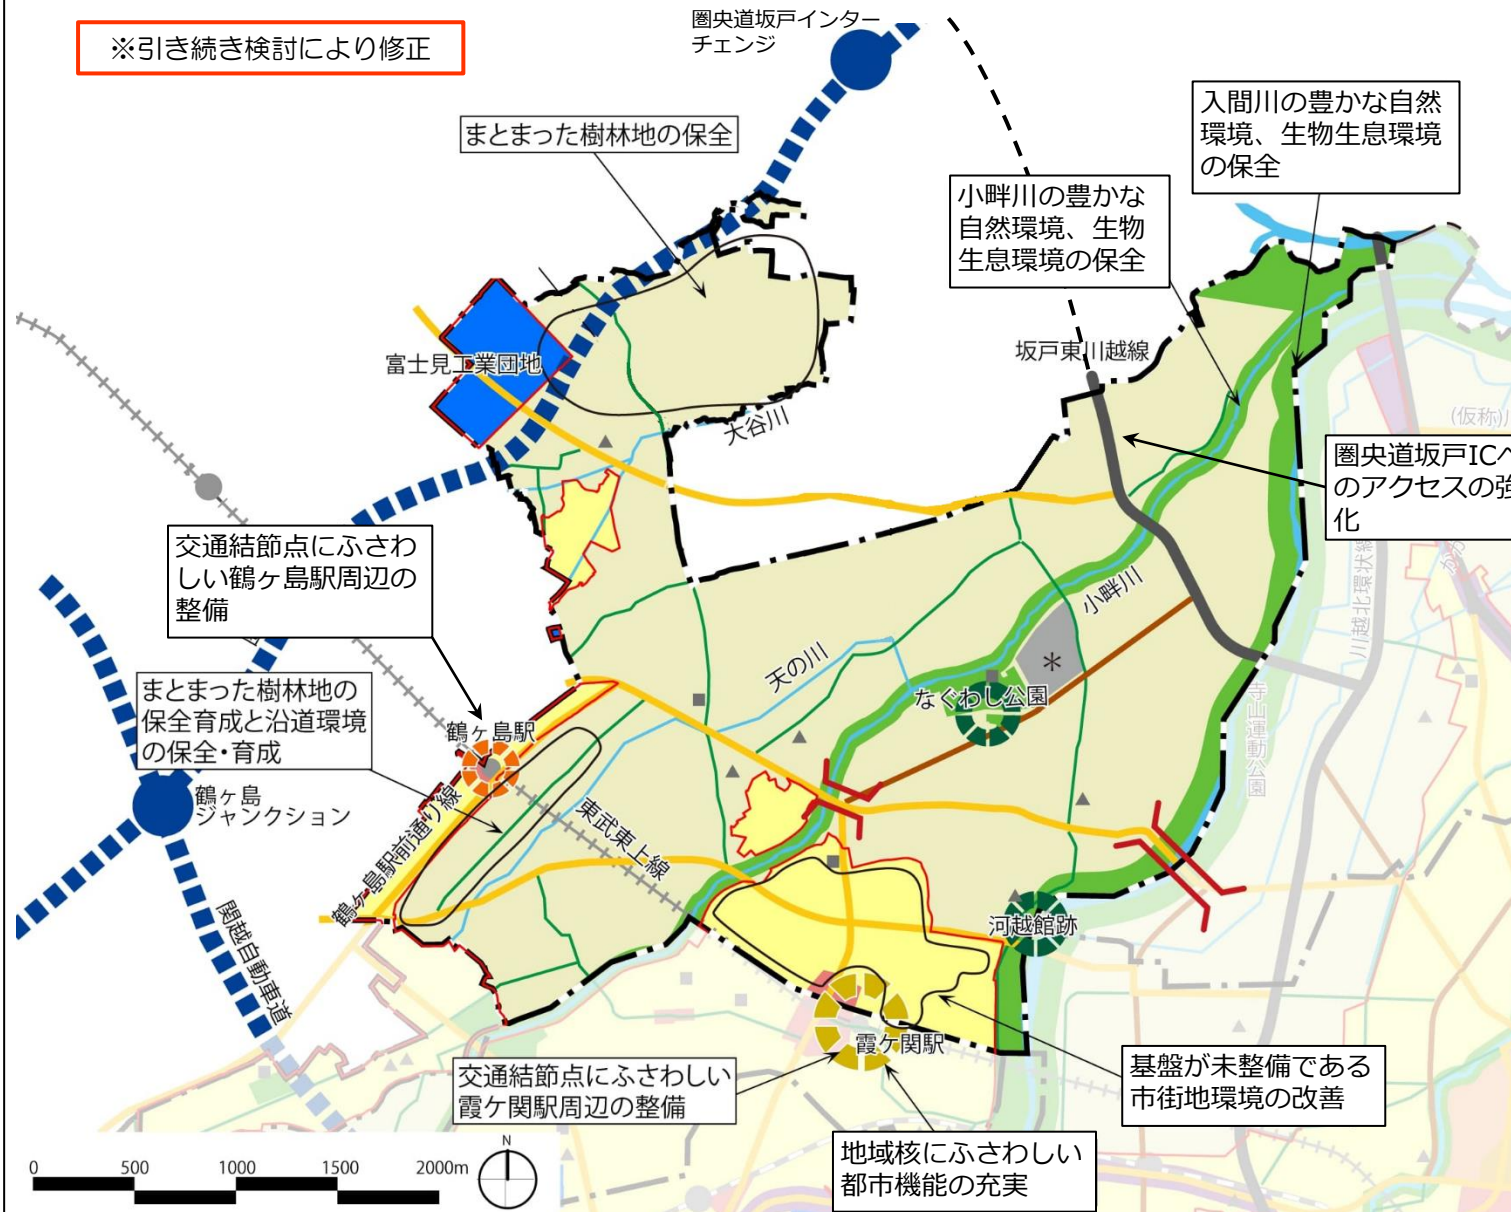 ※引き続き検討により修正
圏央道坂戸インター
チェンジ
まとまった樹林地の保全
入間川の豊かな自然
環境、生物生息環境
の保全
小畔川の豊かな
自然環境、生物
生息環境の保全
坂戸東川越線
富士見工業団地
大谷川
(仮称)川
圏央道坂戸ICへ
のアクセスの強
化
交通結節点にふさわ
しい鶴ヶ島駅周辺の
整備
小畔川
川越北環状線
天の川
*
なぐわし公園
寺山運動公園
まとまった樹林地の
保全育成と沿道環境
の保全・育成
鶴ヶ島駅
鶴ヶ島
ジャンクション
鶴ヶ島駅前通り線
東武東上線
関越自動車道
河越館跡
霞ケ関駅
交通結節点にふさわしい
霞ケ関駅周辺の整備
基盤が未整備である
市街地環境の改善
地域核にふさわしい
都市機能の充実
N
0 500 1000 1500 2000m